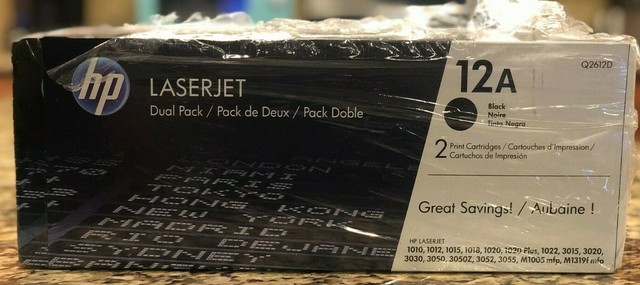 hp
LASERJET
Dual Pack / Pack de Deux / Pack Doble
LONDON ANGELES
MIAMI
PARIS
TOKYO
HONG KONG
NEW YORK
MADRID
RIO DE JANE
Q2612D
12A
Black
Noire
Tinta Negra
2 Print Cartridges / Cartouches d'Impression /
Cartuchos de Impresión
Great Savings! / Aubaine !
HP LASERJET
1010, 1012, 1015, 1018, 1020, 1020 Plus, 1022, 3015, 3020,
3030, 3050, 3050Z, 3052, 3055, M1005 mfp, M1319f mfp